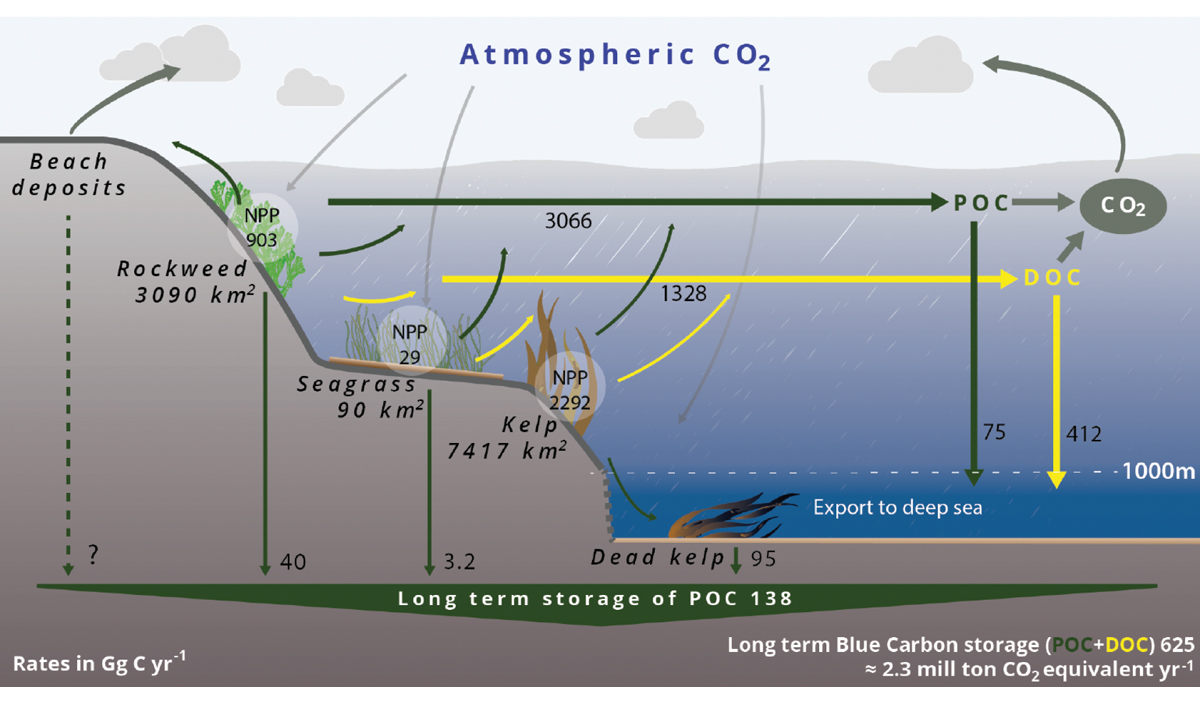 Atmospheric CO₂
Beach
deposits
NPP
903
Rockweed
3090 km²
3066
POC
CO₂
DOC
1328
NPP
29
Seagrass
90 km²
NPP
2292
Kelp
7417 km²
75
412
1000m
Export to deep sea
?
40
3.2
Dead kelp
95
Long term storage of POC 138
Rates in Gg C yr⁻¹
Long term Blue Carbon storage (POC+DOC) 625
≈ 2.3 mill ton CO₂ equivalent yr⁻¹